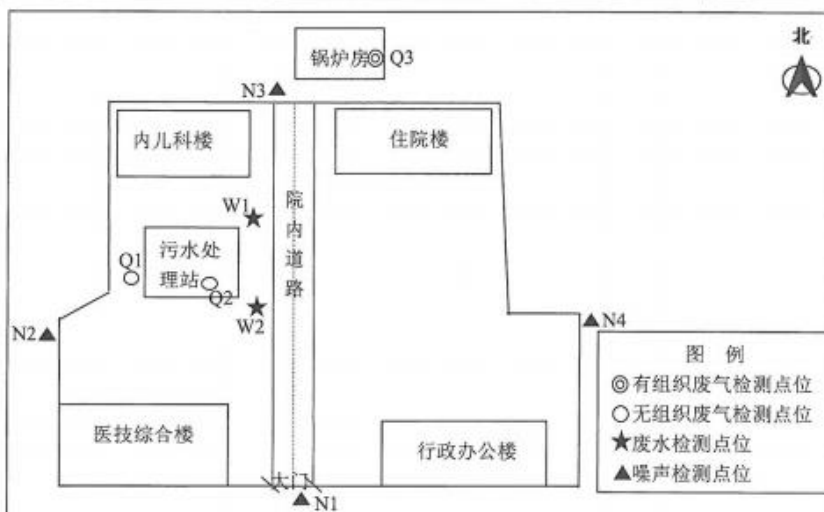 北
锅炉房
Q3
N3
内儿科楼
住院楼
W1
院内道路
污水处
理站
Q1
Q2
W2
N2
N4
医技综合楼
行政办公楼
大门
N1
图 例
有组织废气检测点位
无组织废气检测点位
废水检测点位
噪声检测点位